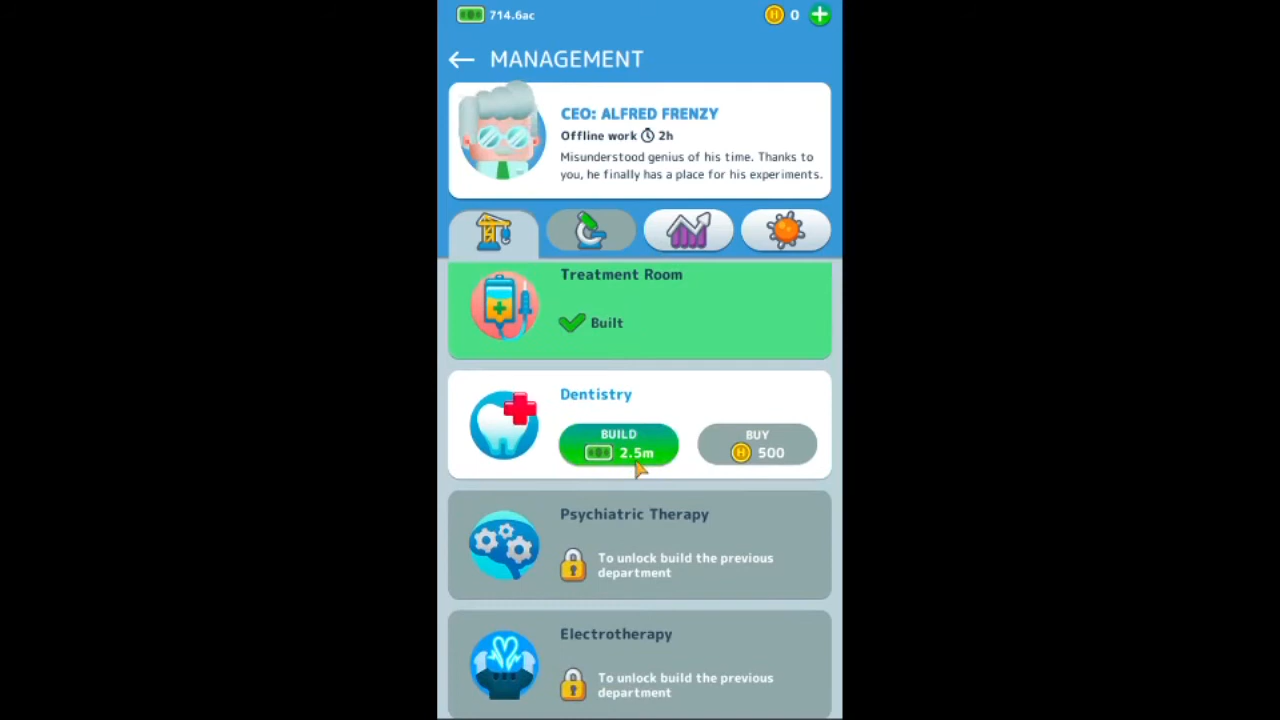 714.6ac
0
MANAGEMENT
CEO: ALFRED FRENZY
Offline work 2h
Misunderstood genius of his time. Thanks to
you, he finally has a place for his experiments.
Treatment Room
Built
Dentistry
BUILD
2.5m
BUY
500
Psychiatric Therapy
To unlock build the previous
department
Electrotherapy
To unlock build the previous
department